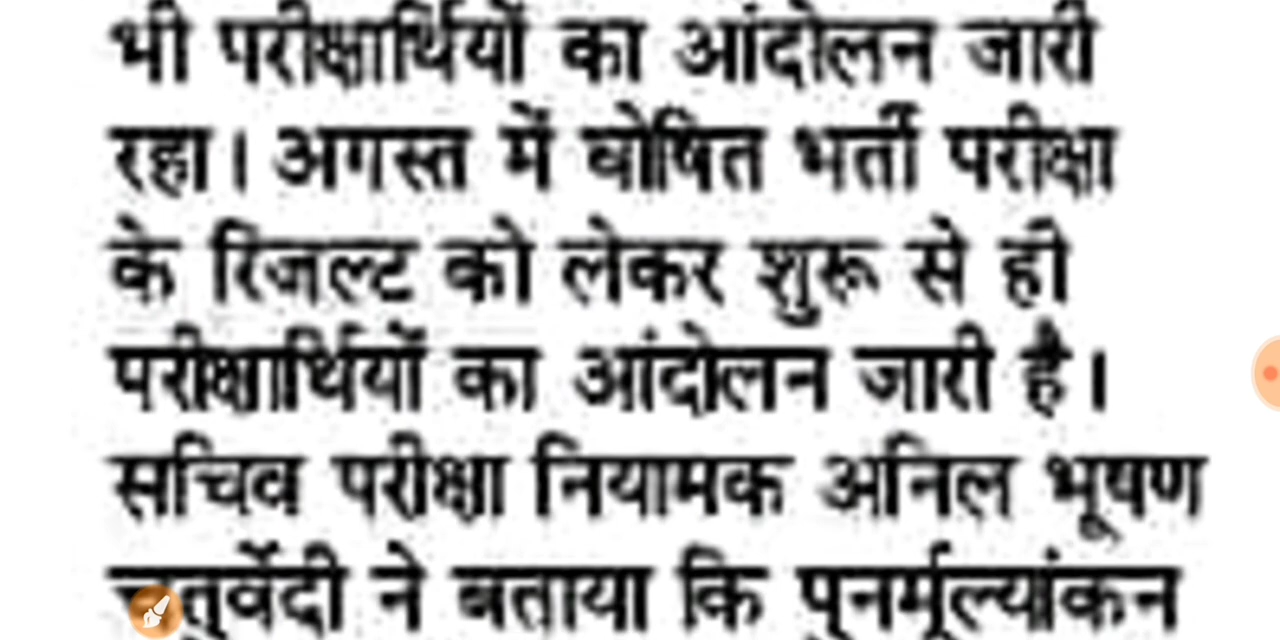 भी परीक्षार्थियों का आंदोलन जारी
रहा। अगस्त में घोषित भर्ती परीक्षा
के रिजल्ट को लेकर शुरू से ही
परीक्षार्थियों का आंदोलन जारी है।
सचिव परीक्षा नियामक अनिल भूषण
चतुर्वेदी ने बताया कि पुनर्मूल्यांकन